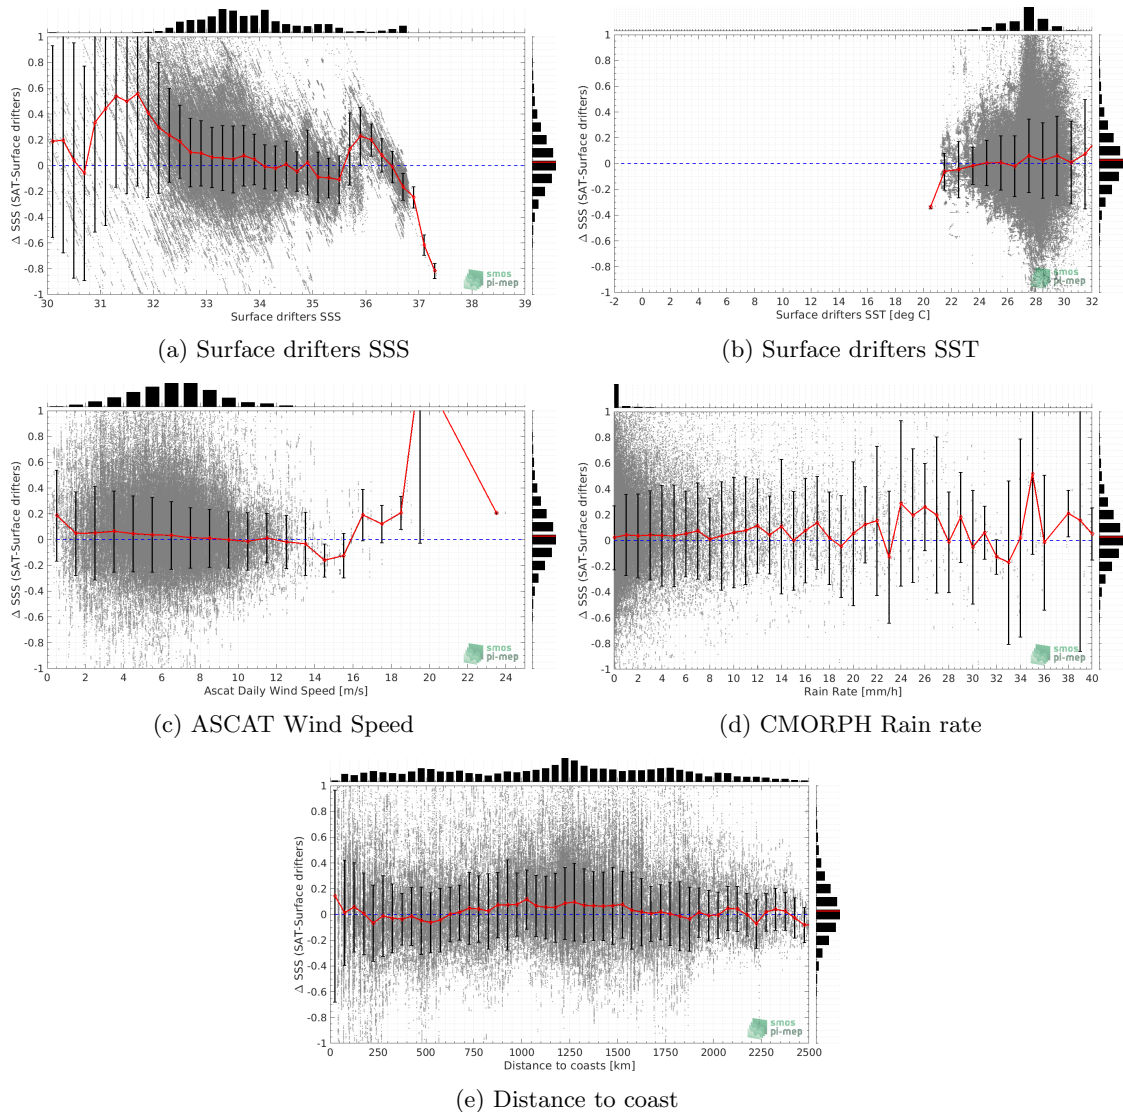 Δ SSS (SAT-Surface drifters)
1
0.8
0.6
0.4
0.2
0
-0.2
-0.4
-0.6
-0.8
-1
30 31 32 33 34 35 36 37 38 39
Surface drifters SSS
smos
pi-mep
(a) Surface drifters SSS
Δ SSS (SAT-Surface drifters)
1
0.8
0.6
0.4
0.2
0
-0.2
-0.4
-0.6
-0.8
-1
-2 0 2 4 6 8 10 12 14 16 18 20 22 24 26 28 30 32
Surface drifters SST [deg C]
smos
pi-mep
(b) Surface drifters SST
Δ SSS (SAT-Surface drifters)
1
0.8
0.6
0.4
0.2
0
-0.2
-0.4
-0.6
-0.8
-1
0 2 4 6 8 10 12 14 16 18 20 22 24
Ascat Daily Wind Speed [m/s]
smos
pi-mep
(c) ASCAT Wind Speed
Δ SSS (SAT-Surface drifters)
1
0.8
0.6
0.4
0.2
0
-0.2
-0.4
-0.6
-0.8
-1
0 2 4 6 8 10 12 14 16 18 20 22 24 26 28 30 32 34 36 38 40
Rain Rate [mm/h]
smos
pi-mep
(d) CMORPH Rain rate
Δ SSS (SAT-Surface drifters)
1
0.8
0.6
0.4
0.2
0
-0.2
-0.4
-0.6
-0.8
-1
0 250 500 750 1000 1250 1500 1750 2000 2250 2500
Distance to coasts [km]
smos
pi-mep
(e) Distance to coast